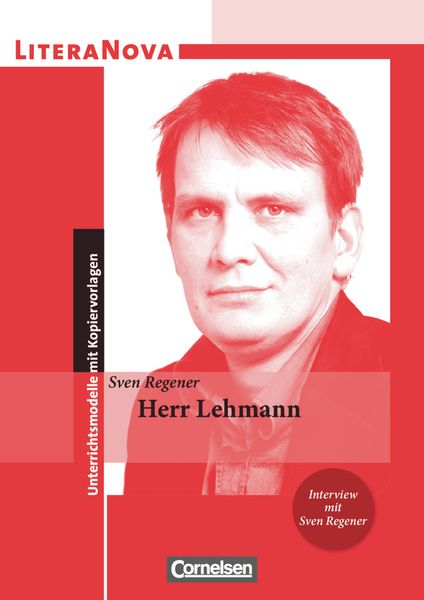 LITERANOVA
Unterrichtsmodelle mit Kopiervorlagen
Sven Regener
Herr Lehmann
Interview
mit
Sven Regener
Cornelsen